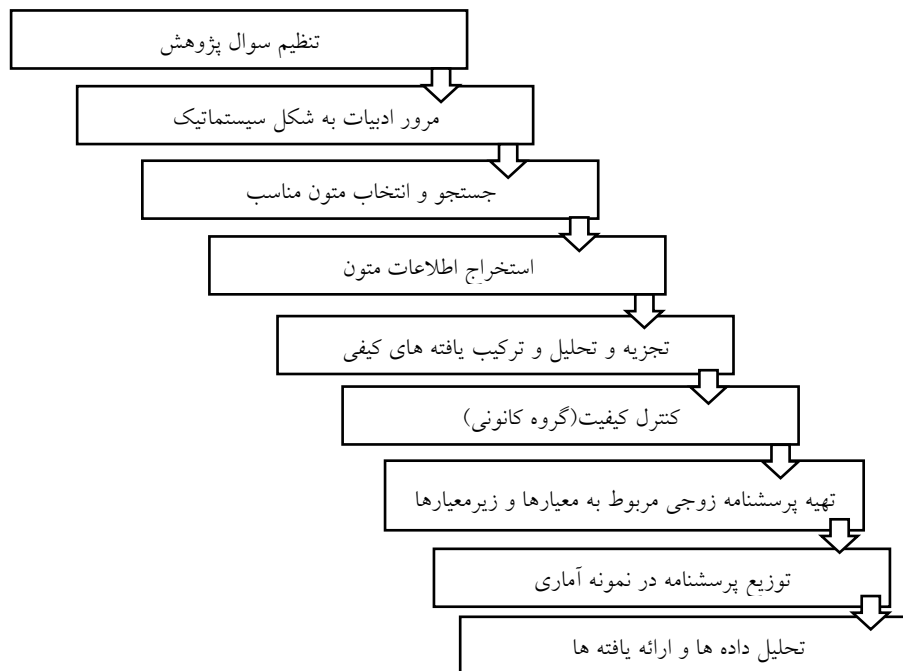 تنظیم سوال پژوهش
مرور ادبیات به شکل سیستماتیک
جستجو و انتخاب متون مناسب
استخراج اطلاعات متون
تجزیه و تحلیل و ترکیب یافته های کیفی
کنترل کیفیت(گروه کانونی)
تهیه پرسشنامه زوجی مربوط به معیارها و زیرمعیارها
توزیع پرسشنامه در نمونه آماری
تحلیل داده ها و ارائه یافته ها